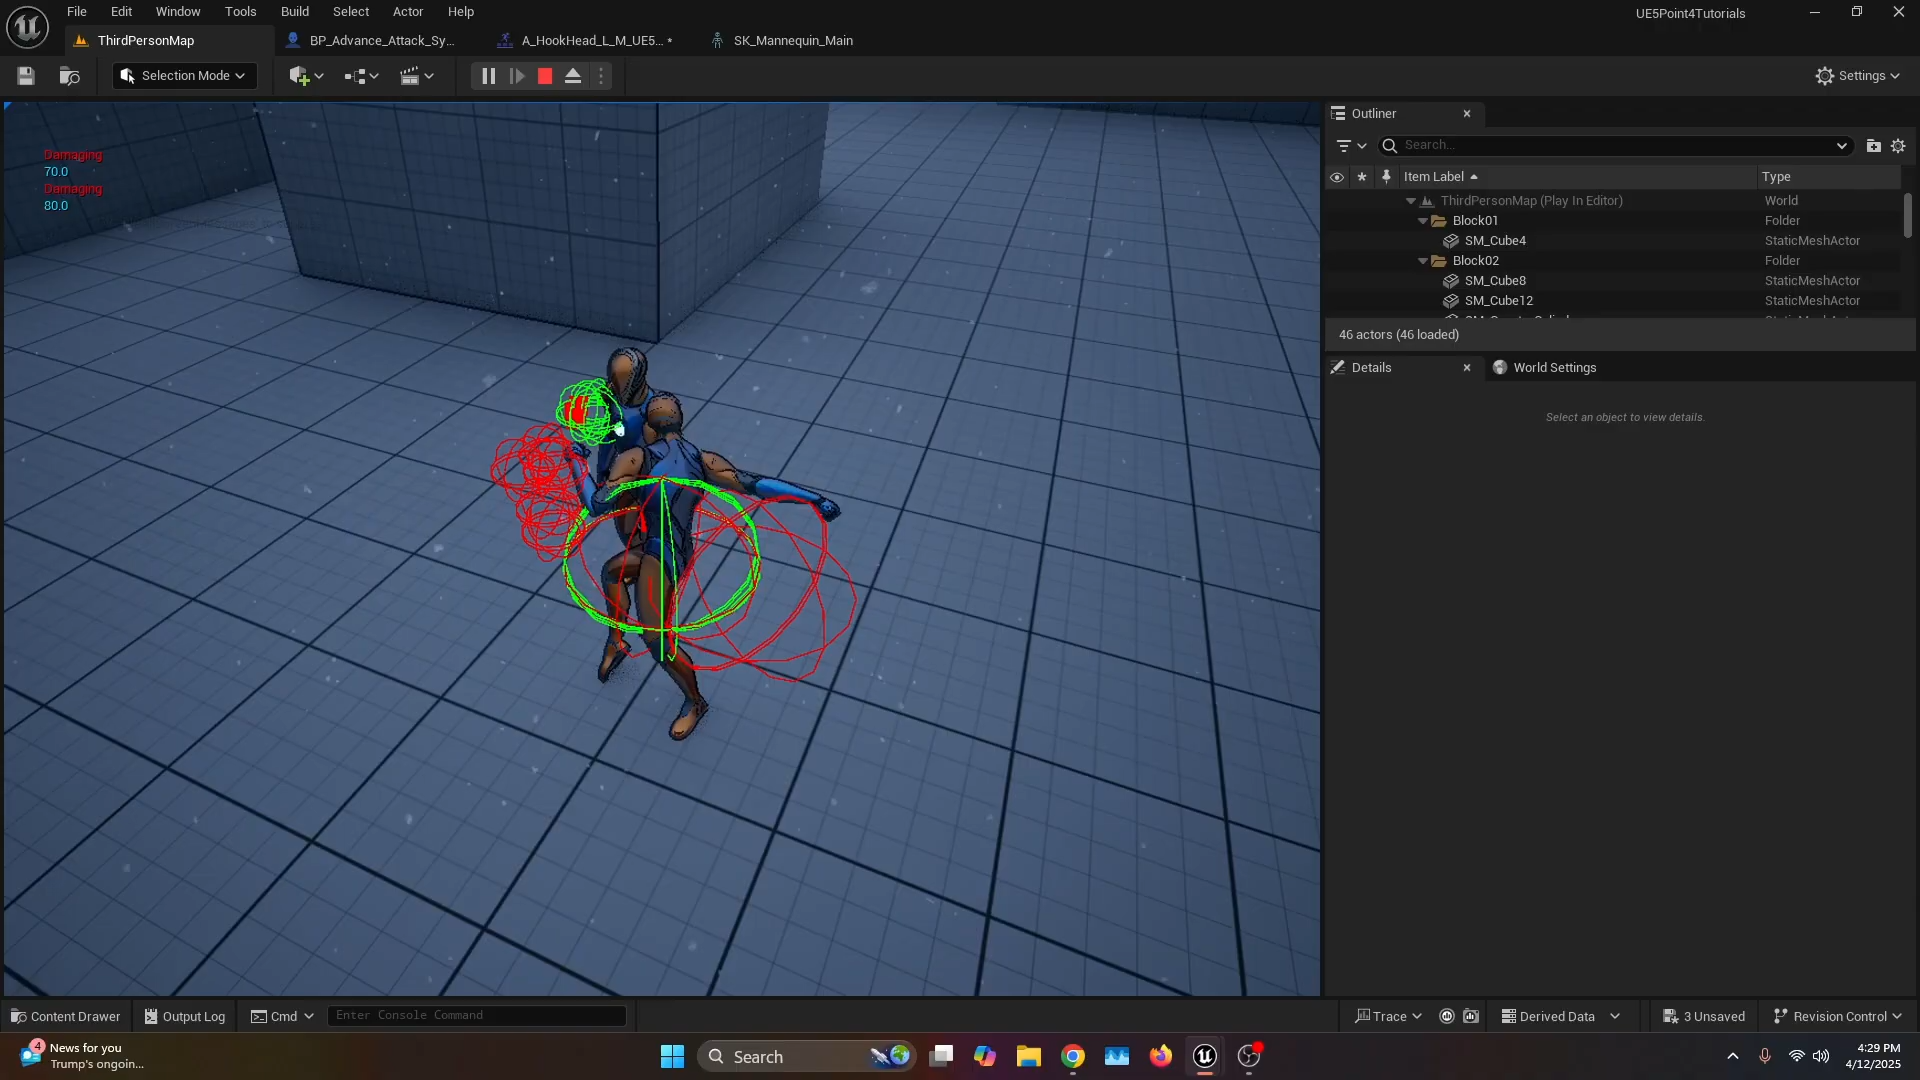 File Edit Window Tools Build Select Actor Help
UE5Point4Tutorials
ThirdPersonMap
BP_Advance_Attack_Sy...
A_HookHead_L_M_UE5... *
SK_Mannequin_Main
Selection Mode
Settings
Damaging
70.0
Damaging
80.0
Outliner
Search...
Item Label
Type
ThirdPersonMap (Play In Editor) World
Block01 Folder
SM_Cube4 StaticMeshActor
Block02 Folder
SM_Cube8 StaticMeshActor
SM_Cube12 StaticMeshActor
46 actors (46 loaded)
Details
World Settings
Select an object to view details.
Content Drawer
Output Log
Cmd
Enter Console Command
Trace
Derived Data
3 Unsaved
Revision Control
4
News for you
Trump's ongoin...
Search
4:29 PM
4/12/2025